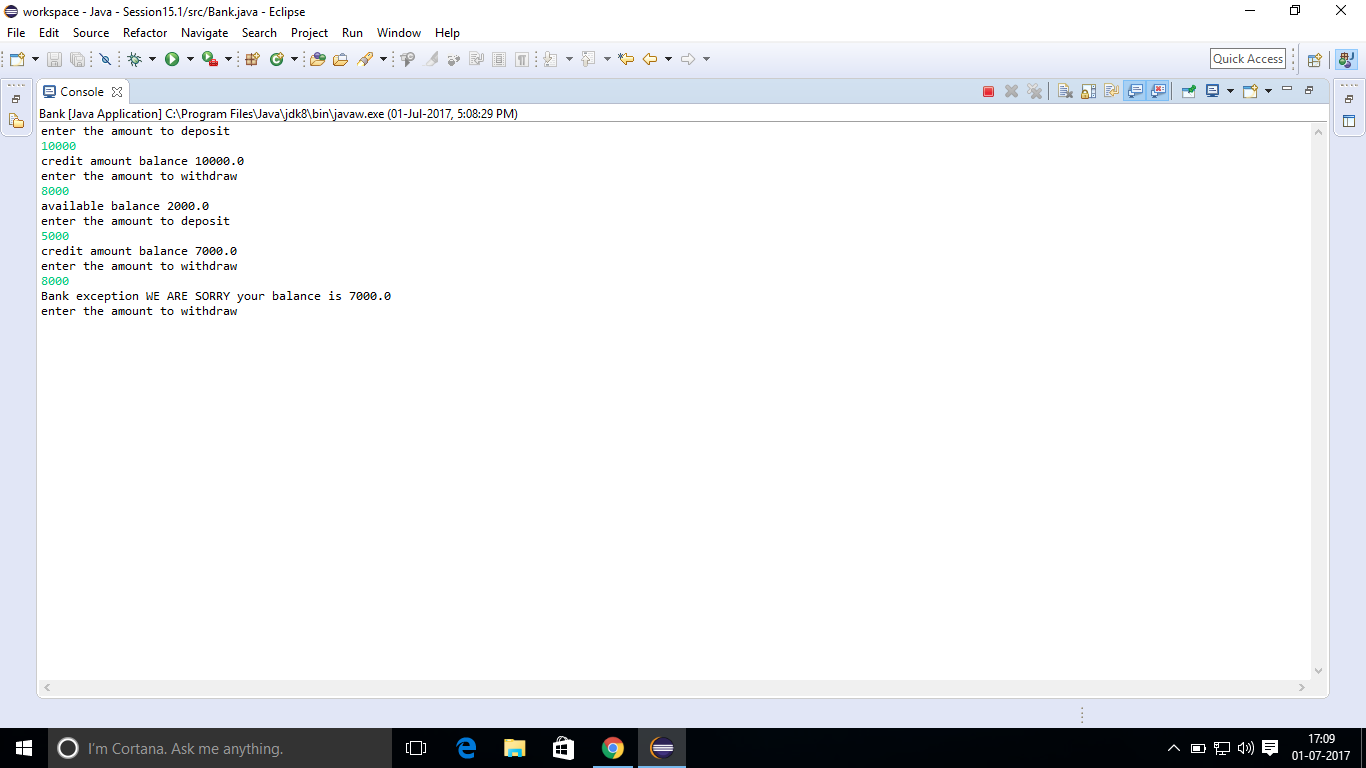 workspace - Java - Session15.1/src/Bank.java - Eclipse
File Edit Source Refactor Navigate Search Project Run Window Help
Quick Access
Console
Bank [Java Application] C:\Program Files\Java\jdk8\bin\javaw.exe (01-Jul-2017, 5:08:29 PM)
enter the amount to deposit
10000
credit amount balance 10000.0
enter the amount to withdraw
8000
available balance 2000.0
enter the amount to deposit
5000
credit amount balance 7000.0
enter the amount to withdraw
8000
Bank exception WE ARE SORRY your balance is 7000.0
enter the amount to withdraw
I'm Cortana. Ask me anything.
17:09
01-07-2017